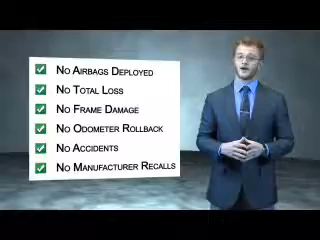 No Airbags Deployed
No Total Loss
No Frame Damage
No Odometer Rollback
No Accidents
No Manufacturer Recalls